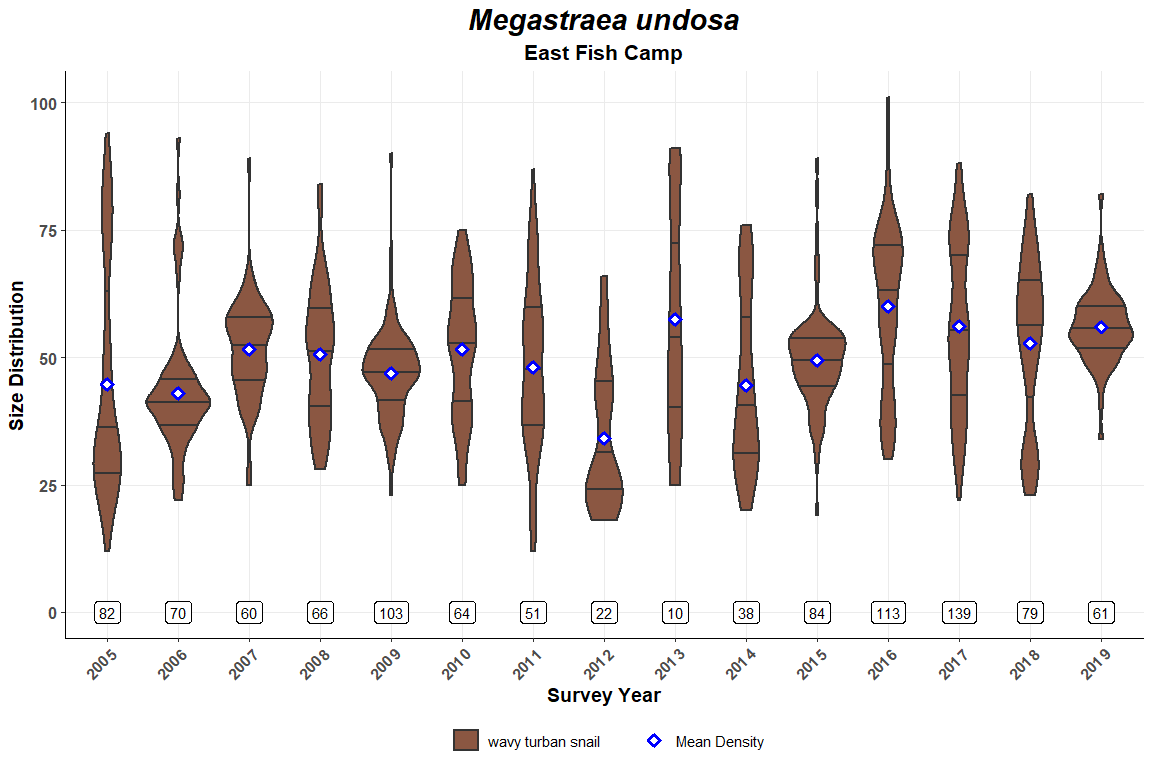 Megastraea undosa
East Fish Camp
Size Distribution
100
75
50
25
0
82 70 60 66 103 64 51 22 10 38 84 113 139 79 61
2005 2006 2007 2008 2009 2010 2011 2012 2013 2014 2015 2016 2017 2018 2019
Survey Year
wavy turban snail Mean Density